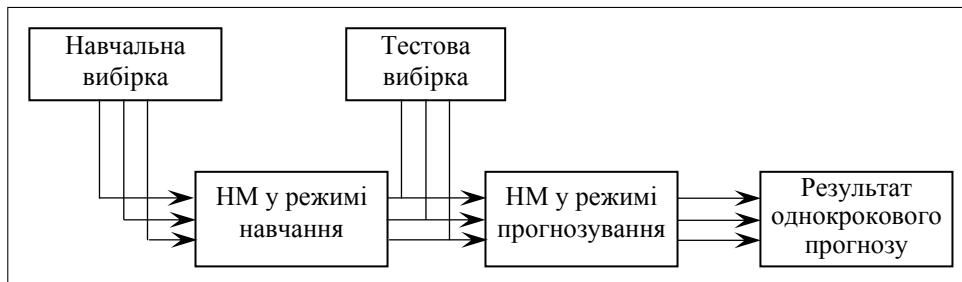 Навчальна
вибірка
Тестова
вибірка
НМ у режимі
навчання
НМ у режимі
прогнозування
Результат
однокрокового
прогнозу